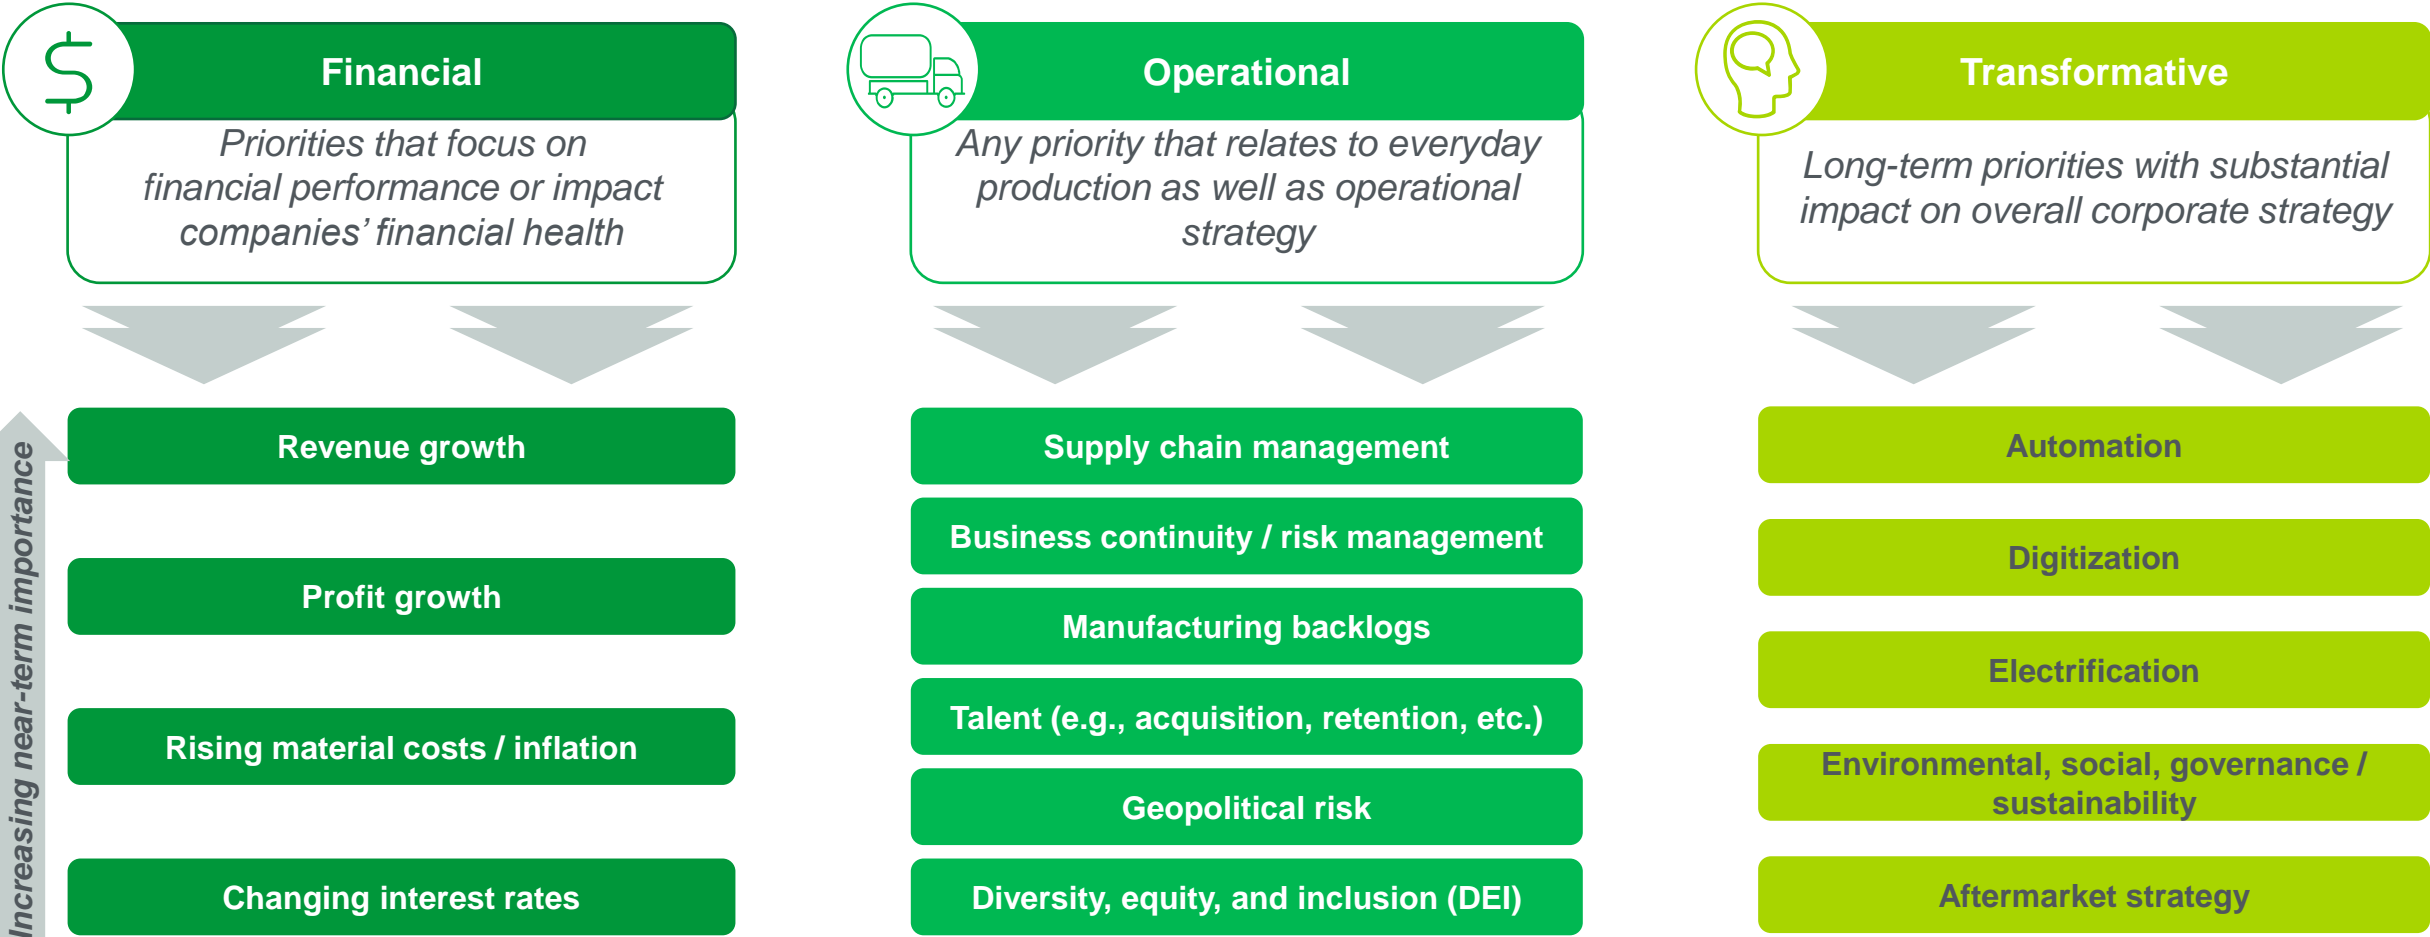 Financial
Priorities that focus on
financial performance or impact
companies’ financial health
Operational
Any priority that relates to everyday
production as well as operational
strategy
Transformative
Long-term priorities with substantial
impact on overall corporate strategy
Increasing near-term importance
Revenue growth
Profit growth
Rising material costs / inflation
Changing interest rates
Supply chain management
Business continuity / risk management
Manufacturing backlogs
Talent (e.g., acquisition, retention, etc.)
Geopolitical risk
Diversity, equity, and inclusion (DEI)
Automation
Digitization
Electrification
Environmental, social, governance /
sustainability
Aftermarket strategy